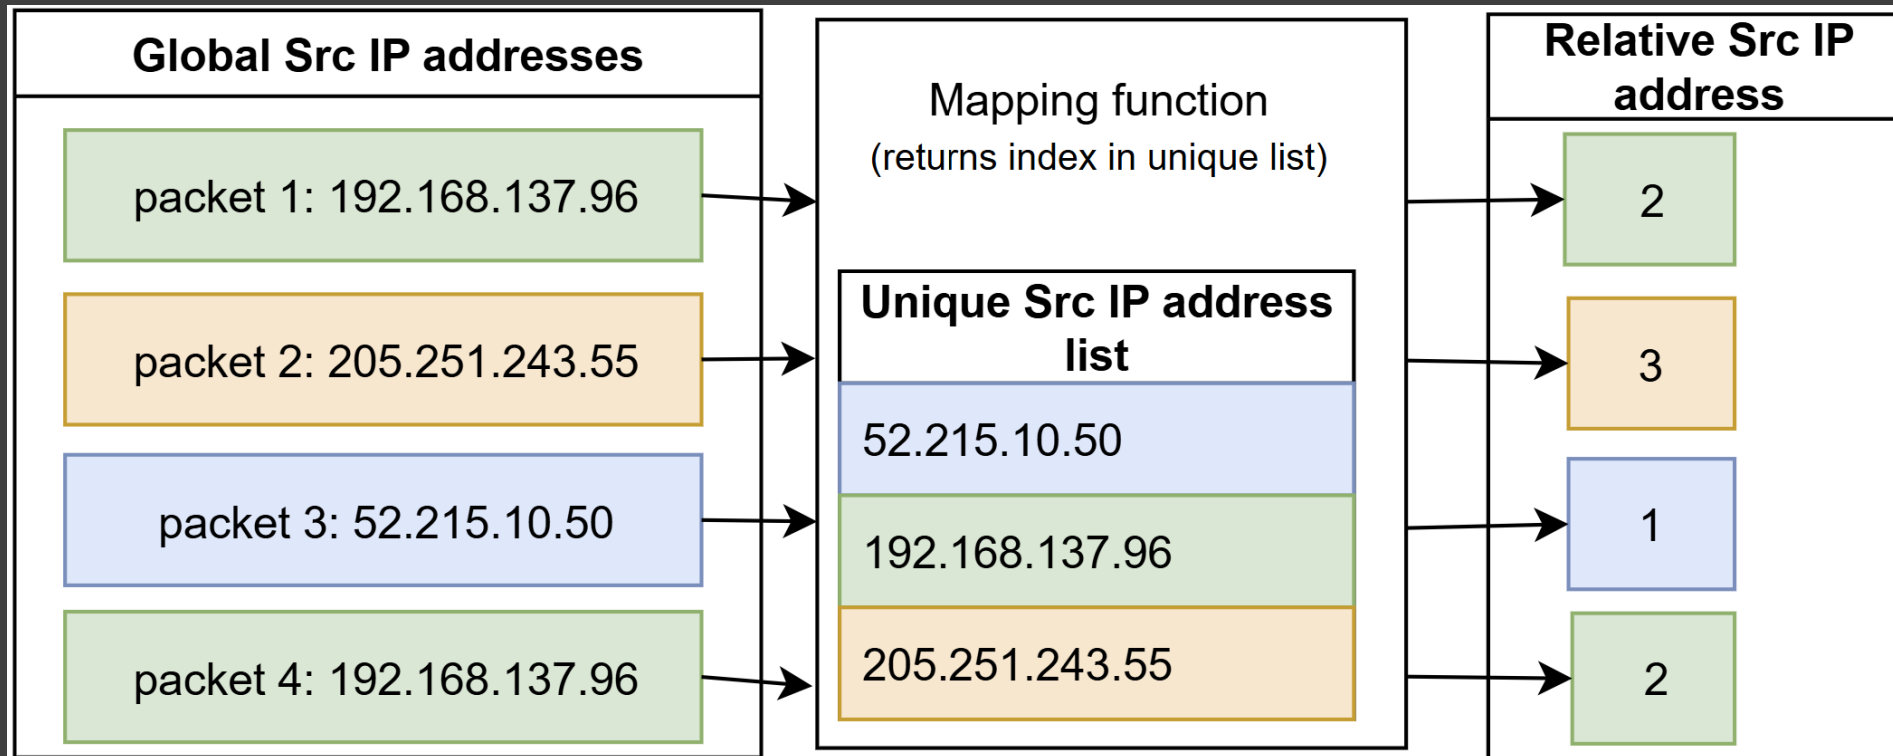 Global Src IP addresses
packet 1: 192.168.137.96
packet 2: 205.251.243.55
packet 3: 52.215.10.50
packet 4: 192.168.137.96
Mapping function
(returns index in unique list)
Unique Src IP address
list
52.215.10.50
192.168.137.96
205.251.243.55
Relative Src IP
address
2
3
1
2